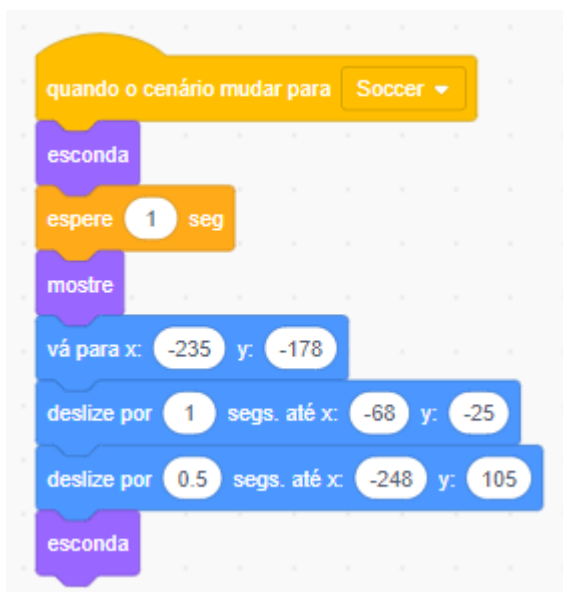 quando o cenário mudar para Soccer
esconda
espere 1 seg
mostre
vá para x: -235 y: -178
deslize por 1 segs. até x: -68 y: -25
deslize por 0.5 segs. até x: -248 y: 105
esconda